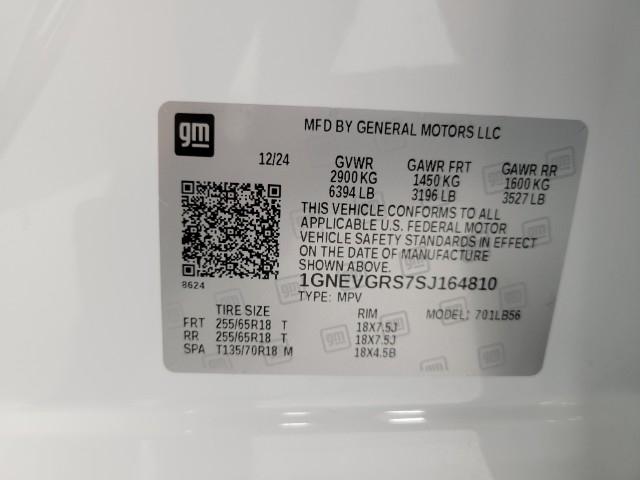 gm
MFD BY GENERAL MOTORS LLC
12/24 GVWR GAWR FRT GAWR RR
2900 KG 1450 KG 1600 KG
6394 LB 3196 LB 3527 LB
THIS VEHICLE CONFORMS TO ALL
APPLICABLE U.S. FEDERAL MOTOR
VEHICLE SAFETY STANDARDS IN EFFECT
ON THE DATE OF MANUFACTURE
SHOWN ABOVE.
8624
1GNEVGRS7SJ164810
TYPE: MPV
TIRE SIZE RIM MODEL: 701LB56
FRT 255/65R18 T 18X7.5J
RR 255/65R18 T 18X7.5J
SPA T135/70R18 M 18X4.5B